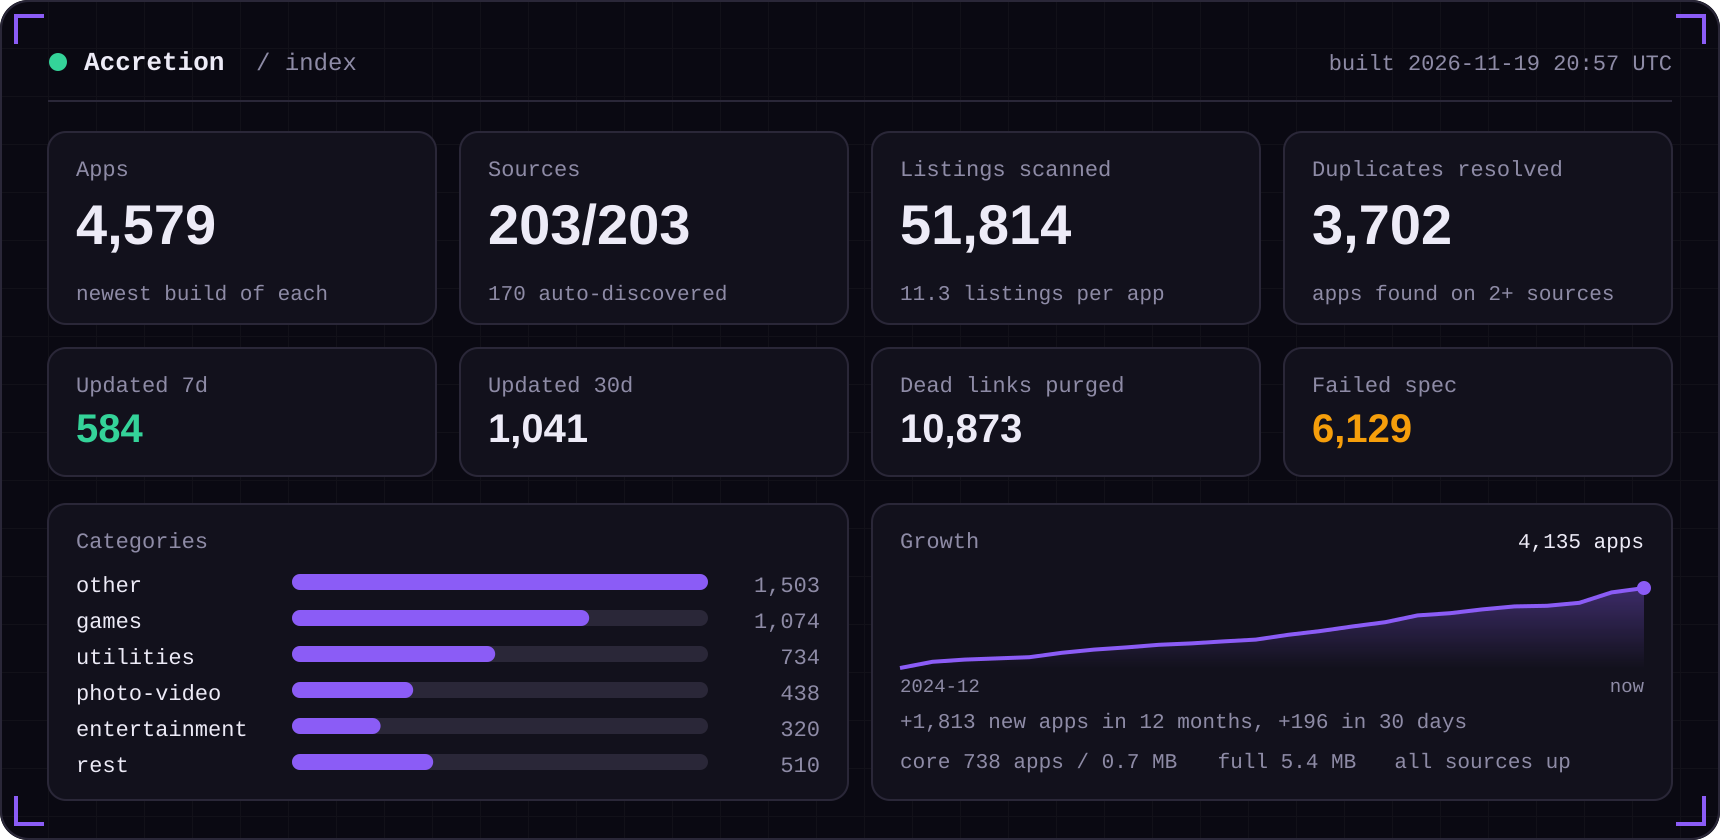 Accretion / index
built 2026-11-19 20:57 UTC
Apps
4,579
newest build of each
Sources
203/203
170 auto-discovered
Listings scanned
51,814
11.3 listings per app
Duplicates resolved
3,702
apps found on 2+ sources
Updated 7d
584
Updated 30d
1,041
Dead links purged
10,873
Failed spec
6,129
Categories
other 1,503
games 1,074
utilities 734
photo-video 438
entertainment 320
rest 510
Growth 4,135 apps
2024-12 now
+1,813 new apps in 12 months, +196 in 30 days
core 738 apps / 0.7 MB full 5.4 MB all sources up